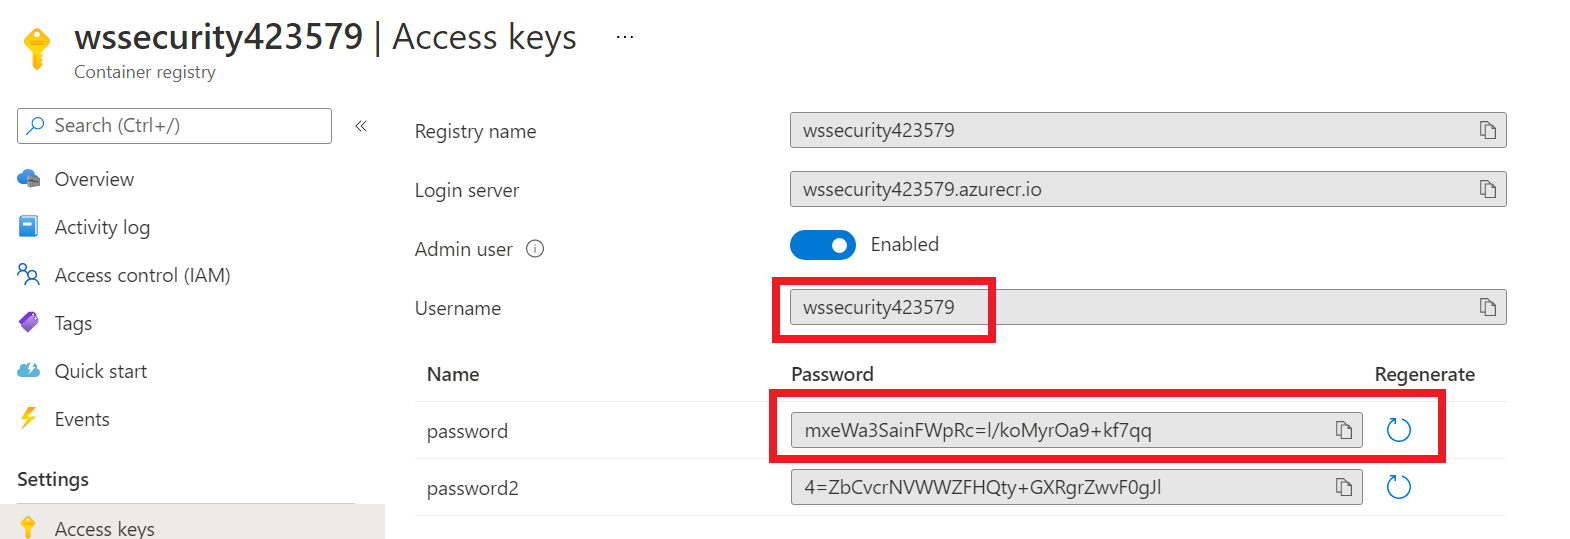 wssecurity423579 | Access keys ...
Container registry
Search (Ctrl+/)
«
Overview
Activity log
Access control (IAM)
Tags
Quick start
Events
Settings
Access keys
Registry name
wssecurity423579
Login server
wssecurity423579.azurecr.io
Admin user
Enabled
Username
wssecurity423579
Name Password Regenerate
password mxeWa3SainFWpRc=l/koMyrOa9+kf7qq
password2 4=ZbCvcrNVWWZFHQty+GXRgrZwvF0gJl